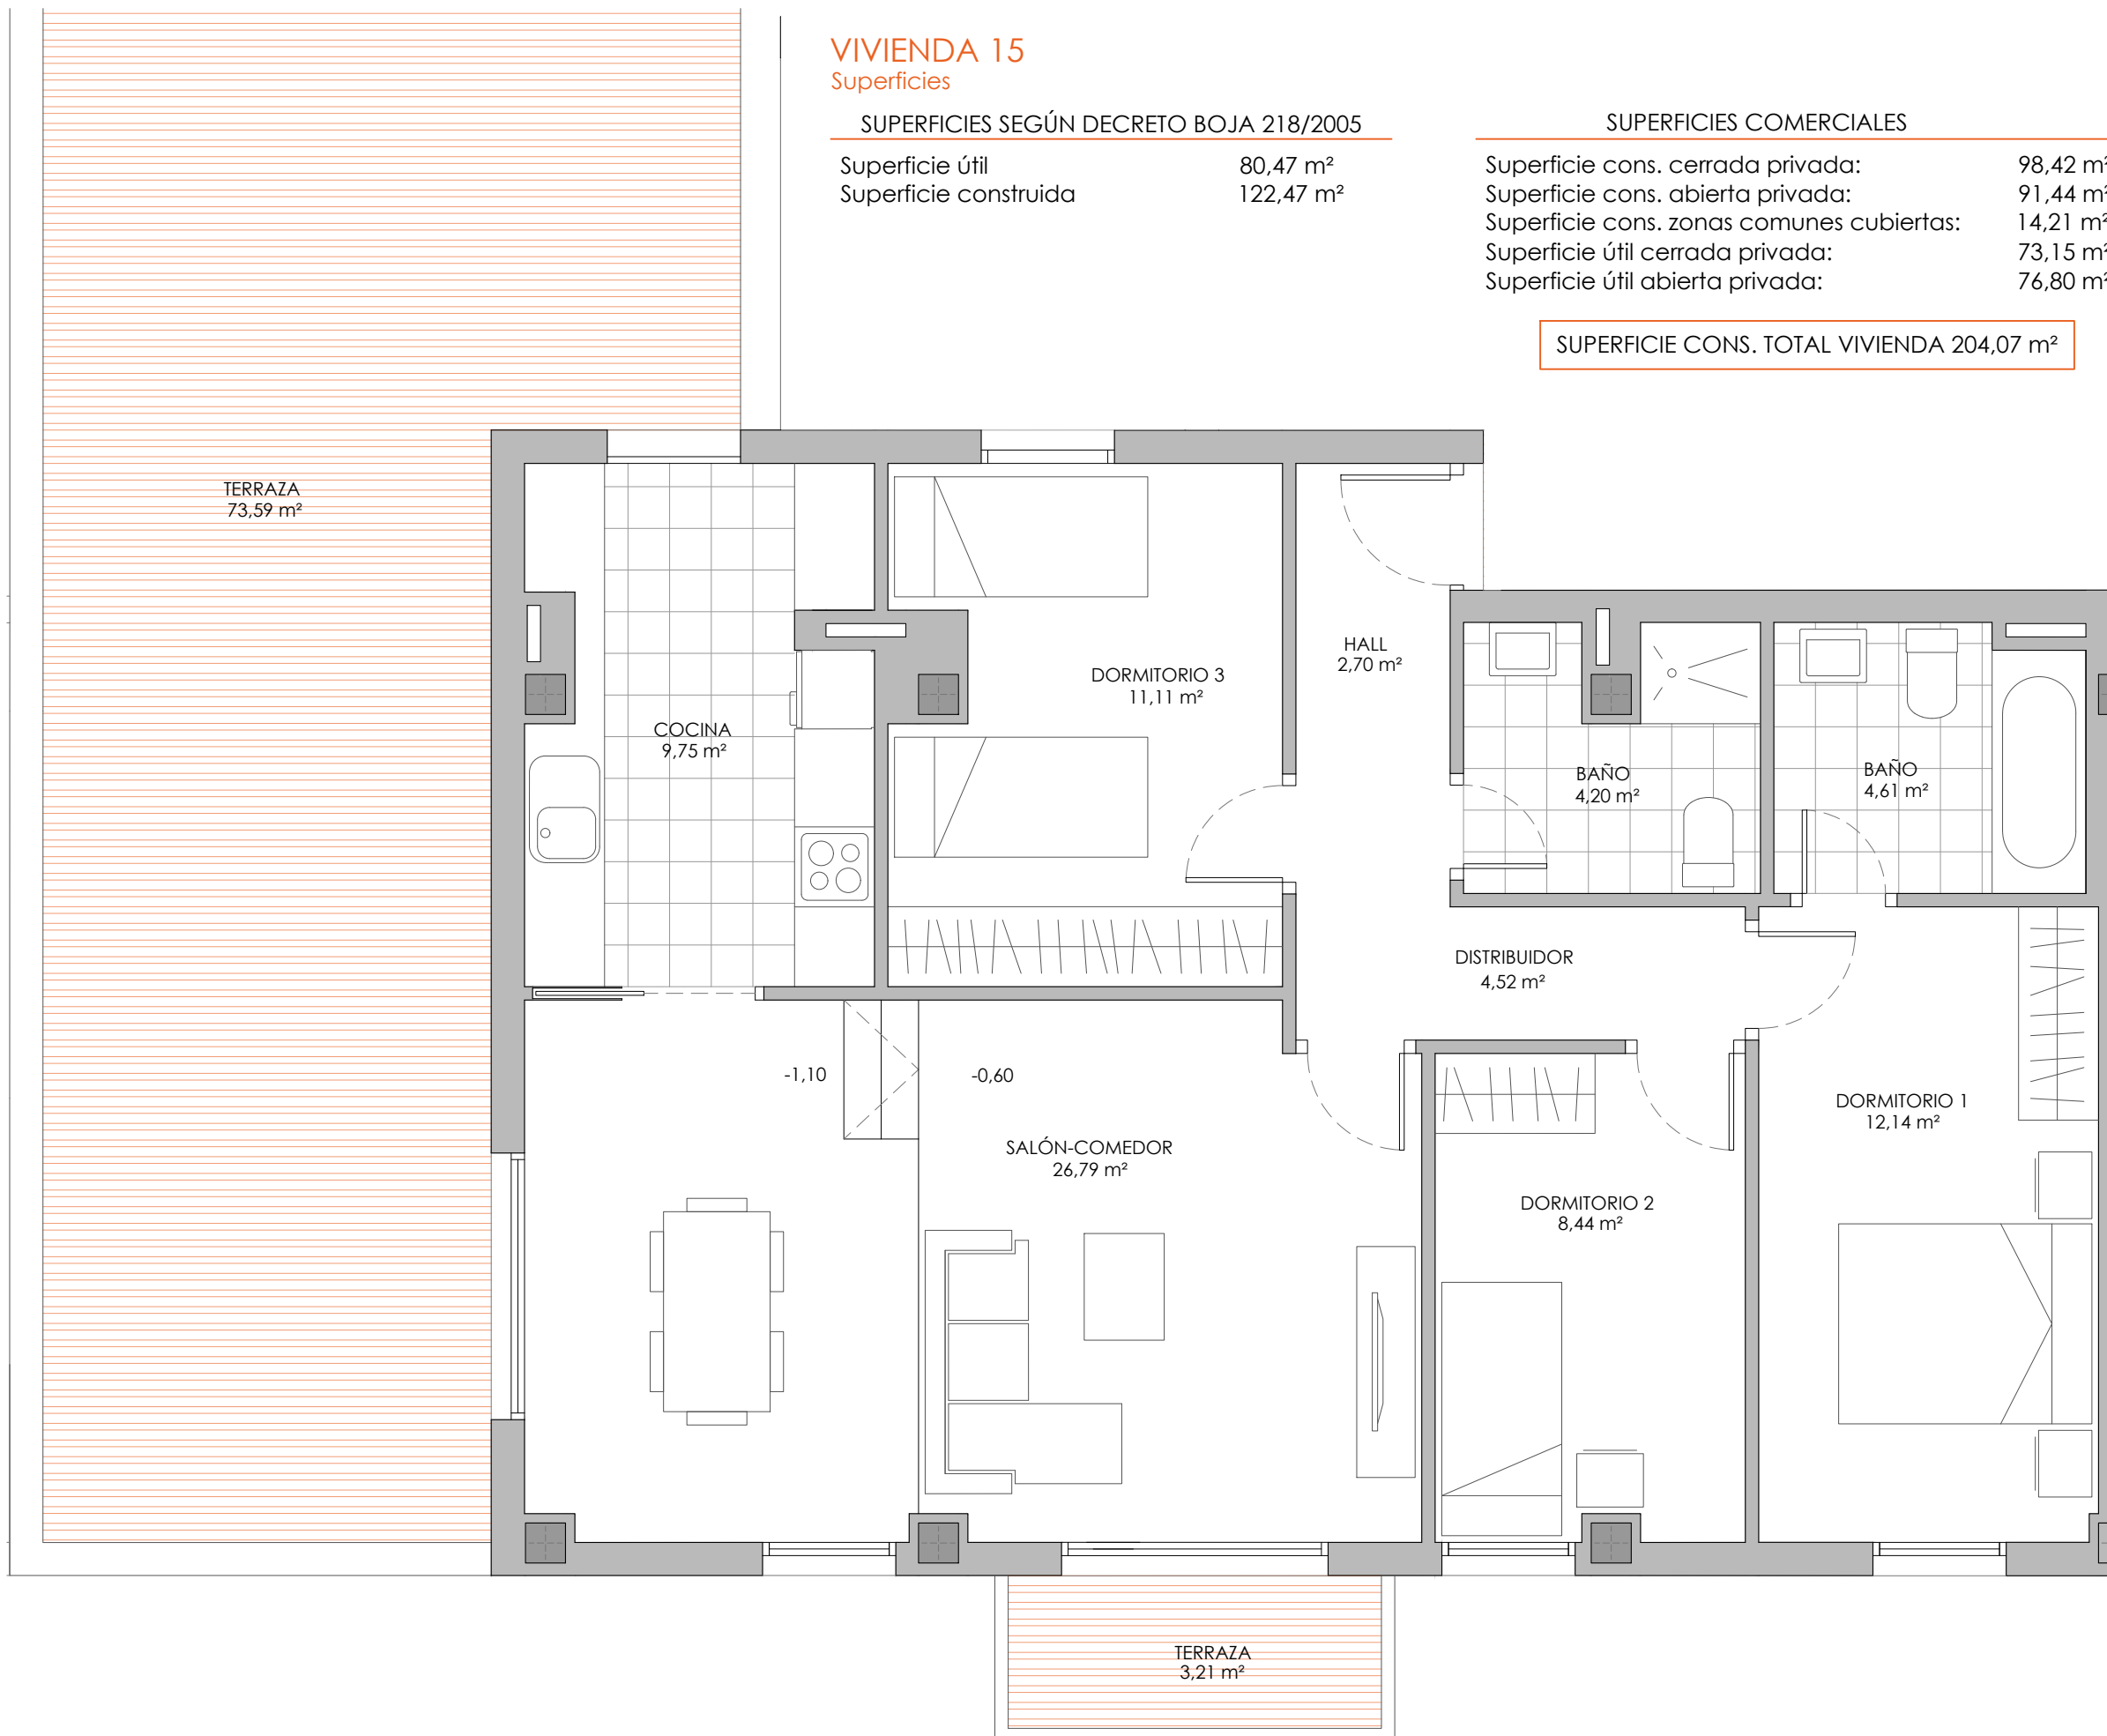 VIVIENDA 15
Superficies
SUPERFICIES SEGÚN DECRETO BOJA 218/2005
Superficie útil 80,47 m²
Superficie construida 122,47 m²
SUPERFICIES COMERCIALES
Superficie cons. cerrada privada: 98,42 m²
Superficie cons. abierta privada: 91,44 m²
Superficie cons. zonas comunes cubiertas: 14,21 m²
Superficie útil cerrada privada: 73,15 m²
Superficie útil abierta privada: 76,80 m²
SUPERFICIE CONS. TOTAL VIVIENDA 204,07 m²
TERRAZA
73,59 m²
COCINA
9,75 m²
DORMITORIO 3
11,11 m²
HALL
2,70 m²
BAÑO
4,20 m²
BAÑO
4,61 m²
DISTRIBUIDOR
4,52 m²
-1,10
-0,60
SALÓN-COMEDOR
26,79 m²
DORMITORIO 2
8,44 m²
DORMITORIO 1
12,14 m²
TERRAZA
3,21 m²